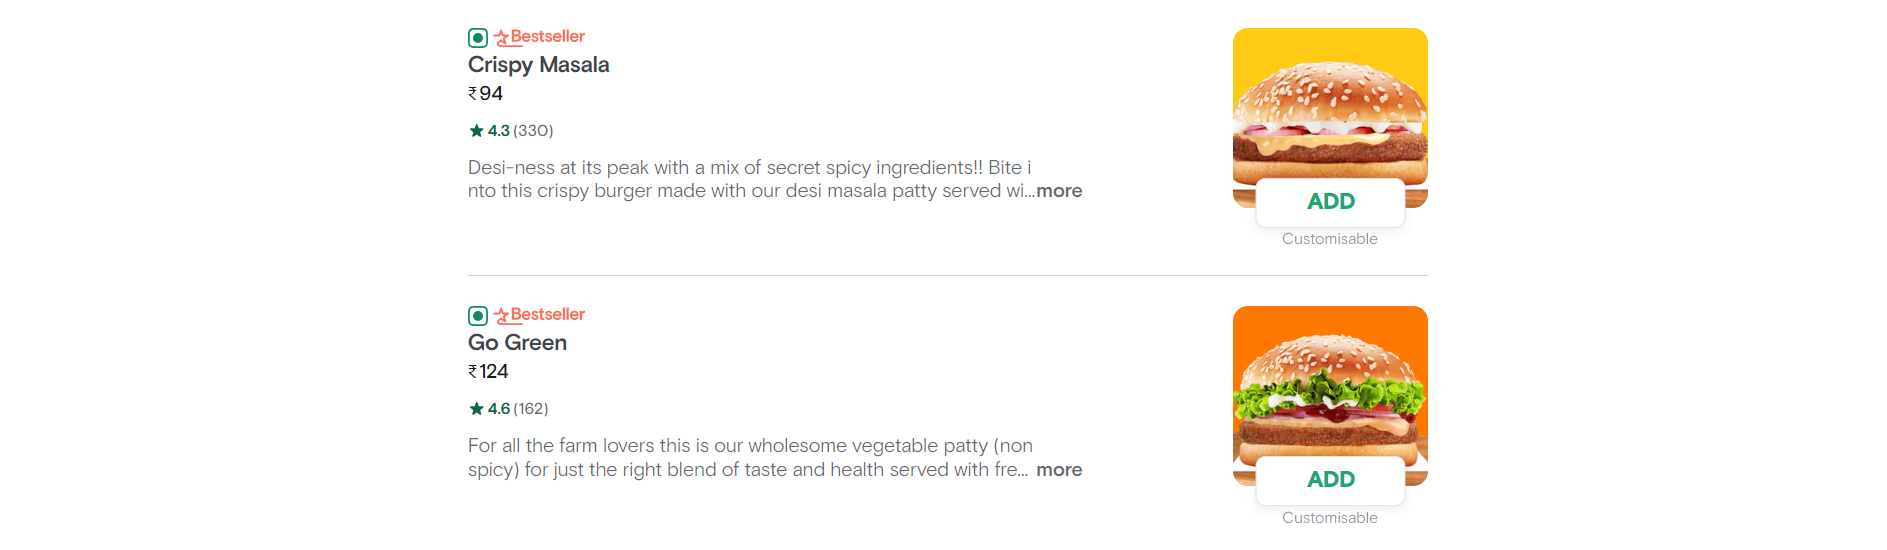 Bestseller
Crispy Masala
₹94
4.3 (330)
Desi-ness at its peak with a mix of secret spicy ingredients!! Bite i
nto this crispy burger made with our desi masala patty served wi...more
ADD
Customisable
Bestseller
Go Green
₹124
4.6 (162)
For all the farm lovers this is our wholesome vegetable patty (non
spicy) for just the right blend of taste and health served with fre... more
ADD
Customisable